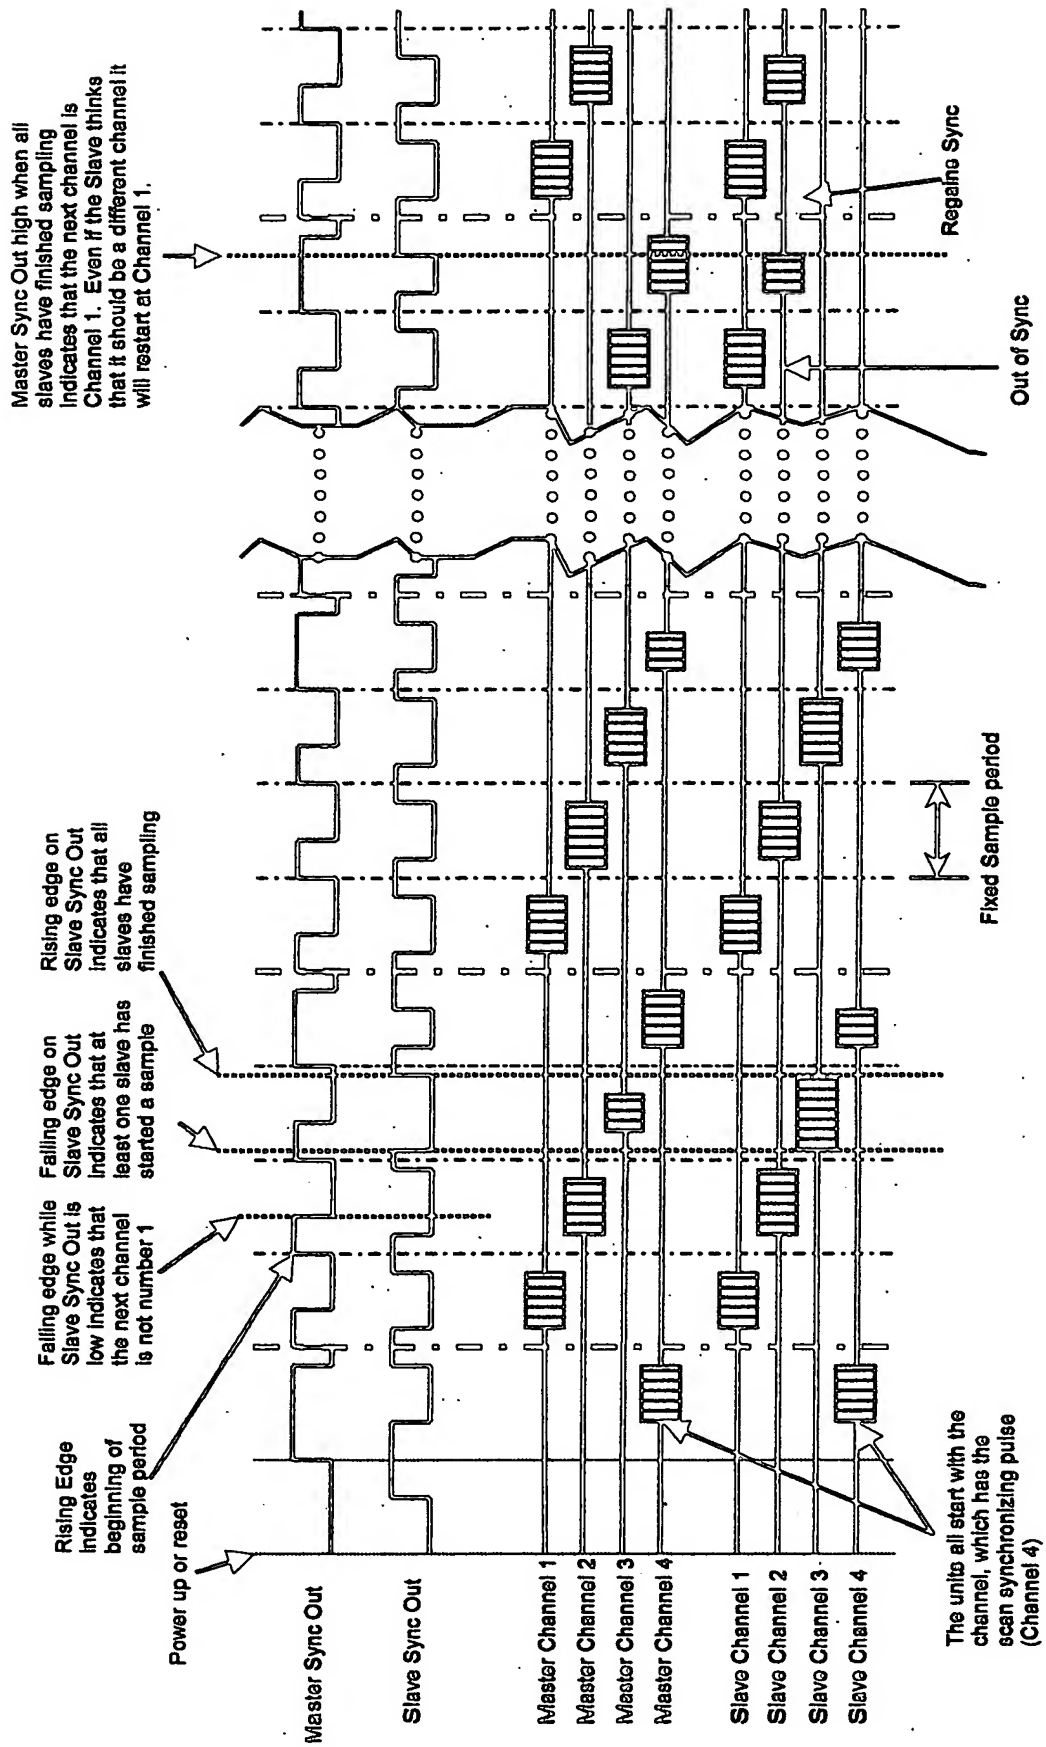 Power up or reset
Rising Edge
indicates
beginning of
sample period
Falling edge while
Slave Sync Out is
low indicates that
the next channel
is not number 1
Falling edge on
Slave Sync Out
indicates that at
least one slave has
started a sample
Rising edge on
Slave Sync Out
indicates that all
slaves have
finished sampling
Master Sync Out high when all
slaves have finished sampling
indicates that the next channel is
Channel 1. Even if the Slave thinks
that it should be a different channel it
will restart at Channel 1.
Master Sync Out
Slave Sync Out
Master Channel 1
Master Channel 2
Master Channel 3
Master Channel 4
Slave Channel 1
Slave Channel 2
Slave Channel 3
Slave Channel 4
The units all start with the
channel, which has the
scan synchronizing pulse
(Channel 4)
Fixed Sample period
Out of Sync
Regains Sync